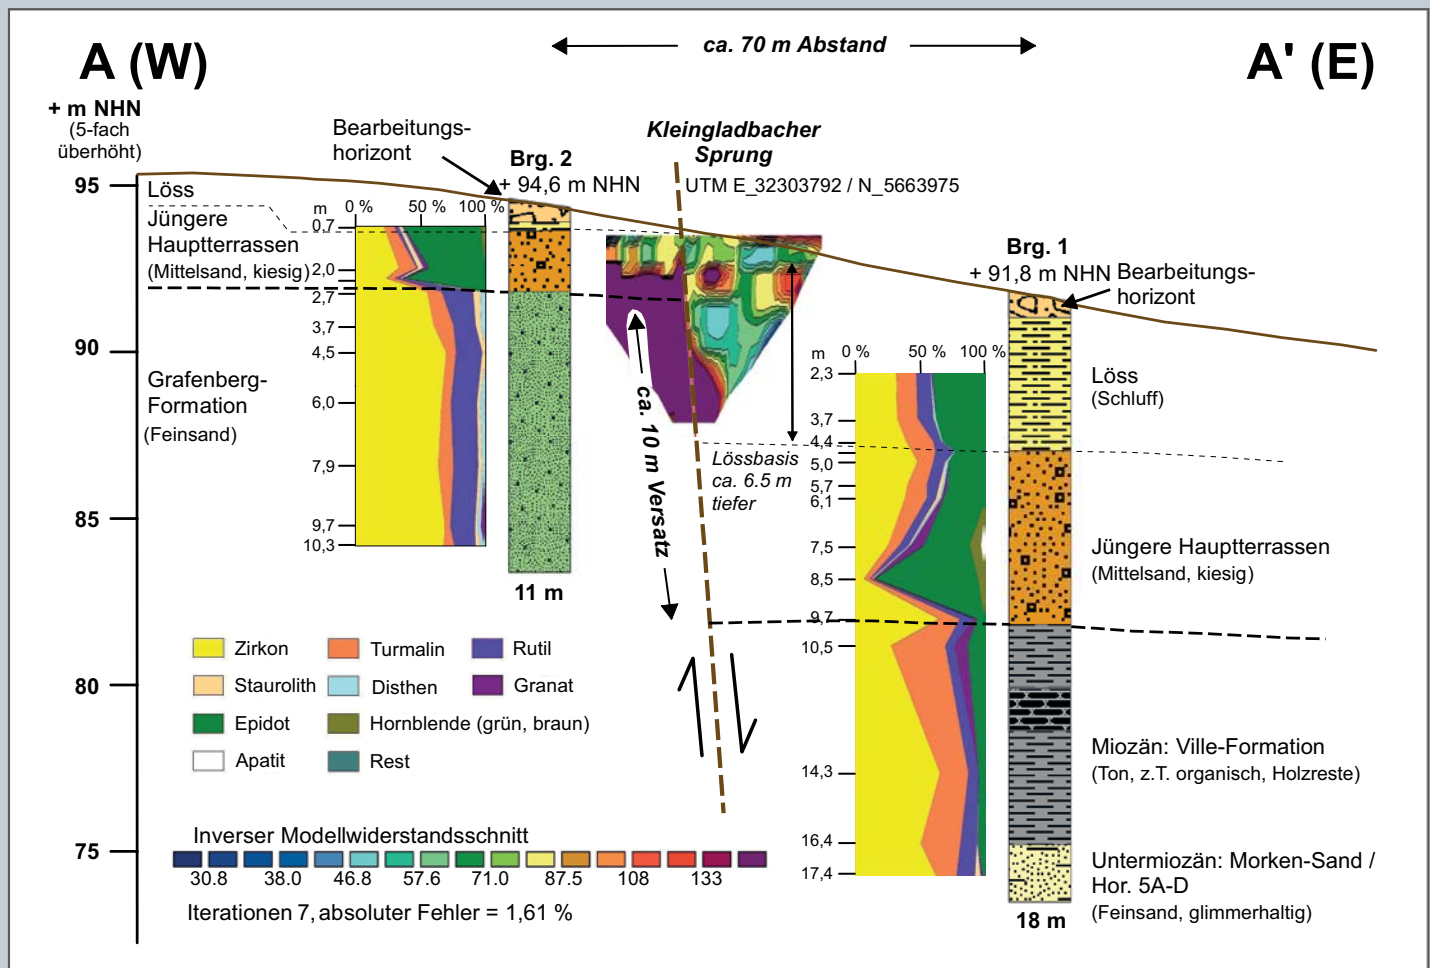 A (W)
ca. 70 m Abstand
A' (E)
+ m NHN
(5-fach
überhöht)
Bearbeitungs-
horizont
Brg. 2
+ 94,6 m NHN
Kleingladbacher
Sprung
UTM E_32303792 / N_5663975
Brg. 1
+ 91,8 m NHN
Bearbeitungs-
horizont
95
90
85
80
75
Löss
Jüngere
Hauptterrassen
(Mittelsand, kiesig)
Grafenberg-
Formation
(Feinsand)
m
0 %
50 %
100 %
0,7
2,0
2,7
3,7
4,5
6,0
7,9
9,7
10,3
11 m
ca. 10 m Versatz
Lössbasis
ca. 6.5 m
tiefer
m
0 %
50 %
100 %
2,3
3,7
4,4
5,0
5,7
6,1
7,5
8,5
9,7
10,5
14,3
16,4
17,4
18 m
Löss
(Schluff)
Jüngere Hauptterrassen
(Mittelsand, kiesig)
Miozän: Ville-Formation
(Ton, z.T. organisch, Holzreste)
Untermiozän: Morken-Sand /
Hor. 5A-D
(Feinsand, glimmerhaltig)
Zirkon
Turmalin
Rutil
Staurolith
Disthen
Granat
Epidot
Hornblende (grün, braun)
Apatit
Rest
Inverser Modellwiderstandsschnitt
30.8 38.0 46.8 57.6 71.0 87.5 108 133
Iterationen 7, absoluter Fehler = 1,61 %